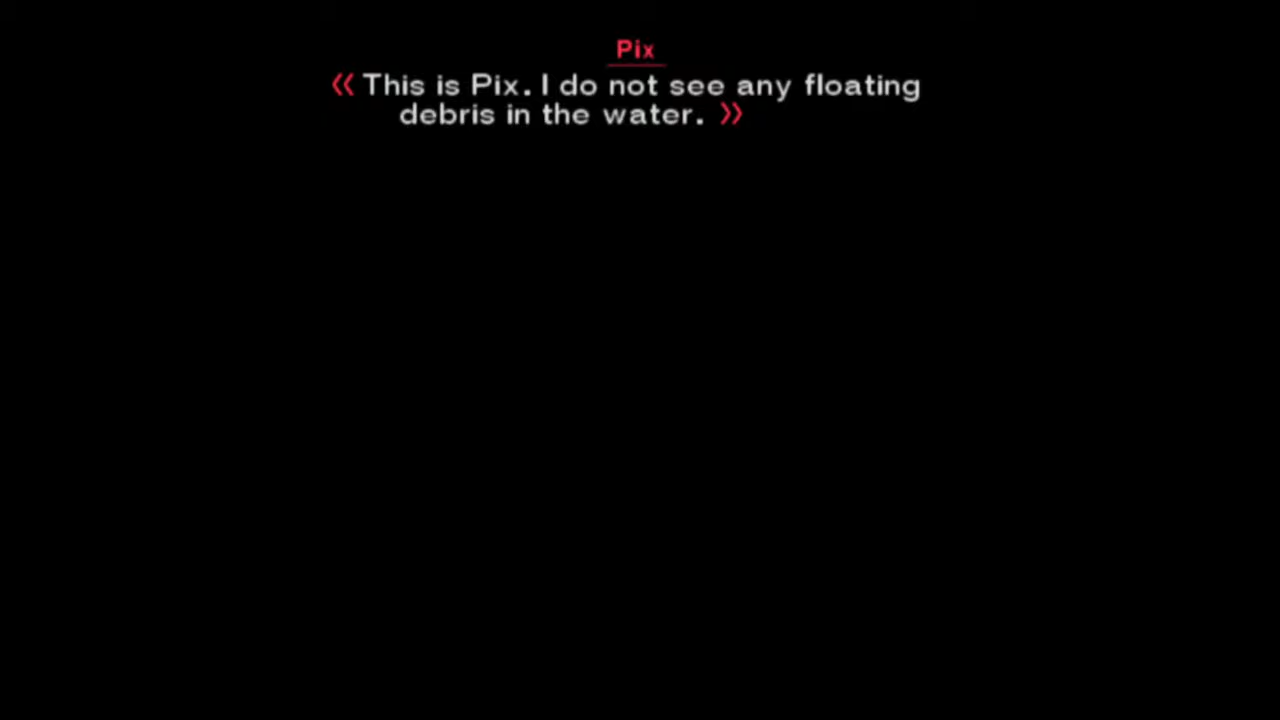 Pix
《 This is Pix. I do not see any floating
debris in the water. 》